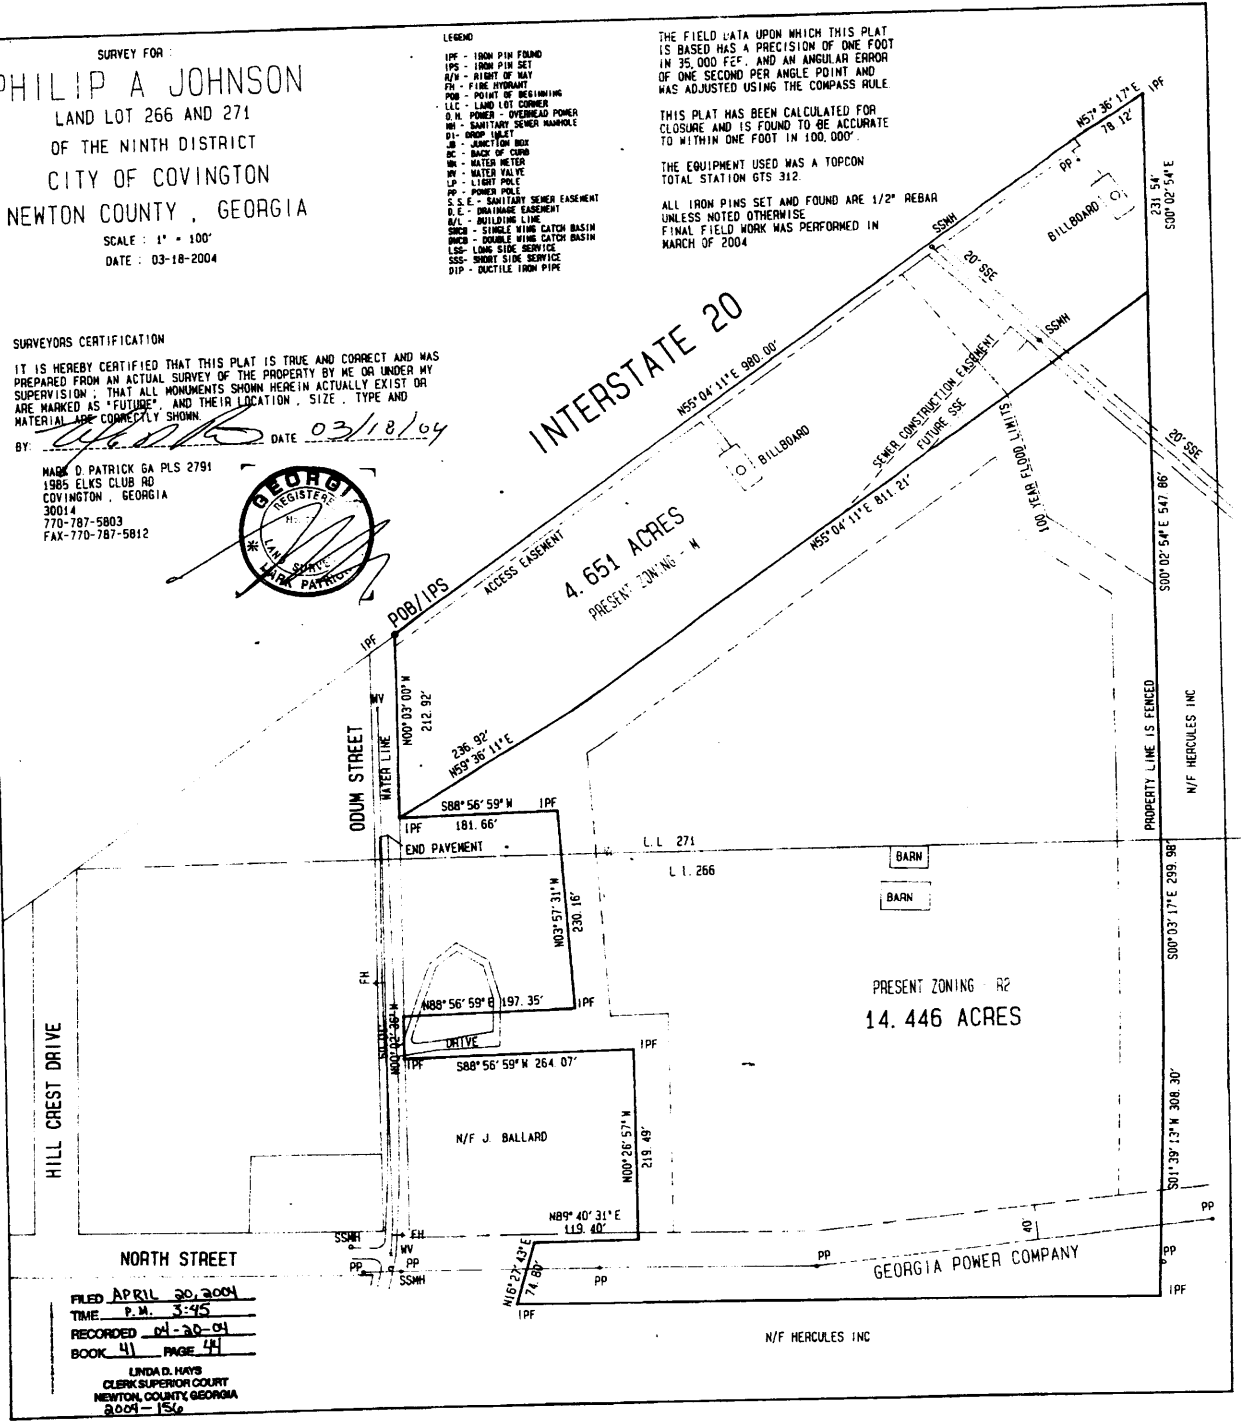 SURVEY FOR :
PHILIP A JOHNSON
LAND LOT 266 AND 271
OF THE NINTH DISTRICT
CITY OF COVINGTON
NEWTON COUNTY , GEORGIA
SCALE : 1" = 100'
DATE : 03-18-2004
LEGEND
IPF - IRON PIN FOUND
IPS - IRON PIN SET
R/W - RIGHT OF WAY
FH - FIRE HYDRANT
POB - POINT OF BEGINNING
LLC - LAND LOT CORNER
O.H. POWER - OVERHEAD POWER
MH - SANITARY SEWER MANHOLE
DI- DROP INLET
JB - JUNCTION BOX
BC - BACK OF CURB
WM - WATER METER
WV - WATER VALVE
LP - LIGHT POLE
PP - POWER POLE
S.S.E. - SANITARY SEWER EASEMENT
D.E. - DRAINAGE EASEMENT
B/L - BUILDING LINE
SWCB - SINGLE WING CATCH BASIN
DWCB - DOUBLE WING CATCH BASIN
LSS- LONG SIDE SERVICE
SSS- SHORT SIDE SERVICE
DIP - DUCTILE IRON PIPE
THE FIELD DATA UPON WHICH THIS PLAT
IS BASED HAS A PRECISION OF ONE FOOT
IN 35,000 FEET, AND AN ANGULAR ERROR
OF ONE SECOND PER ANGLE POINT AND
WAS ADJUSTED USING THE COMPASS RULE.
THIS PLAT HAS BEEN CALCULATED FOR
CLOSURE AND IS FOUND TO BE ACCURATE
TO WITHIN ONE FOOT IN 100,000'.
THE EQUIPMENT USED WAS A TOPCON
TOTAL STATION GTS 312.
ALL IRON PINS SET AND FOUND ARE 1/2" REBAR
UNLESS NOTED OTHERWISE
FINAL FIELD WORK WAS PERFORMED IN
MARCH OF 2004
SURVEYORS CERTIFICATION
IT IS HEREBY CERTIFIED THAT THIS PLAT IS TRUE AND CORRECT AND WAS
PREPARED FROM AN ACTUAL SURVEY OF THE PROPERTY BY ME OR UNDER MY
SUPERVISION ; THAT ALL MONUMENTS SHOWN HEREIN ACTUALLY EXIST OR
ARE MARKED AS "FUTURE", AND THEIR LOCATION , SIZE , TYPE AND
MATERIAL ARE CORRECTLY SHOWN.
BY: DATE 03/18/04
MARK D. PATRICK GA PLS 2791
1985 ELKS CLUB RD
COVINGTON , GEORGIA
30014
770-787-5803
FAX-770-787-5812
GEORGI
REGISTERE
LAND SURVE
MARK PATRIC
INTERSTATE 20
N57°36'17"E
78.12'
IPF
PP
BILLBOARD
231.54'
S00°02'54"E
SSMH
20' SSE
SSMH
N55°04'11"E 980.00'
SEWER CONSTRUCTION EASEMENT
FUTURE SSE
BILLBOARD
20' SSE
100 YEAR FLOOD LIMITS
N55°04'11"E 811.21'
S00°02'54"E 547.86'
ACCESS EASEMENT
4.651 ACRES
PRESENT ZONING - M
POB/IPS
IPF
WV
N00°03'00"W
212.92'
ODUM STREET
WATER LINE
236.92'
N59°36'11"E
PROPERTY LINE IS FENCED
N/F HERCULES INC
S88°56'59"W
181.66'
IPF
IPF
END PAVEMENT
L.L. 271
L.L. 266
BARN
BARN
S00°03'17"E 299.98'
N03°57'31"W
230.16'
FH
PRESENT ZONING - R2
14.446 ACRES
N88°56'59"E 197.35'
IPF
N00°02'36"W
DRIVE
IPF
S88°56'59"W 264.07'
IPF
HILL CREST DRIVE
N/F J. BALLARD
N00°26'57"W
219.49'
S01°39'13"W 308.30'
N89°40'31"E
119.40'
N16°27'43"E
74.80'
SSMH
FH
WV
PP
PP
SSMH
PP
PP
40'
PP
PP
NORTH STREET
GEORGIA POWER COMPANY
IPF
IPF
N/F HERCULES INC
FILED APRIL 20, 2004
TIME P.M. 3:45
RECORDED 04-20-04
BOOK 41 PAGE 44
LINDA D. HAYS
CLERK SUPERIOR COURT
NEWTON, COUNTY, GEORGIA
2004-156